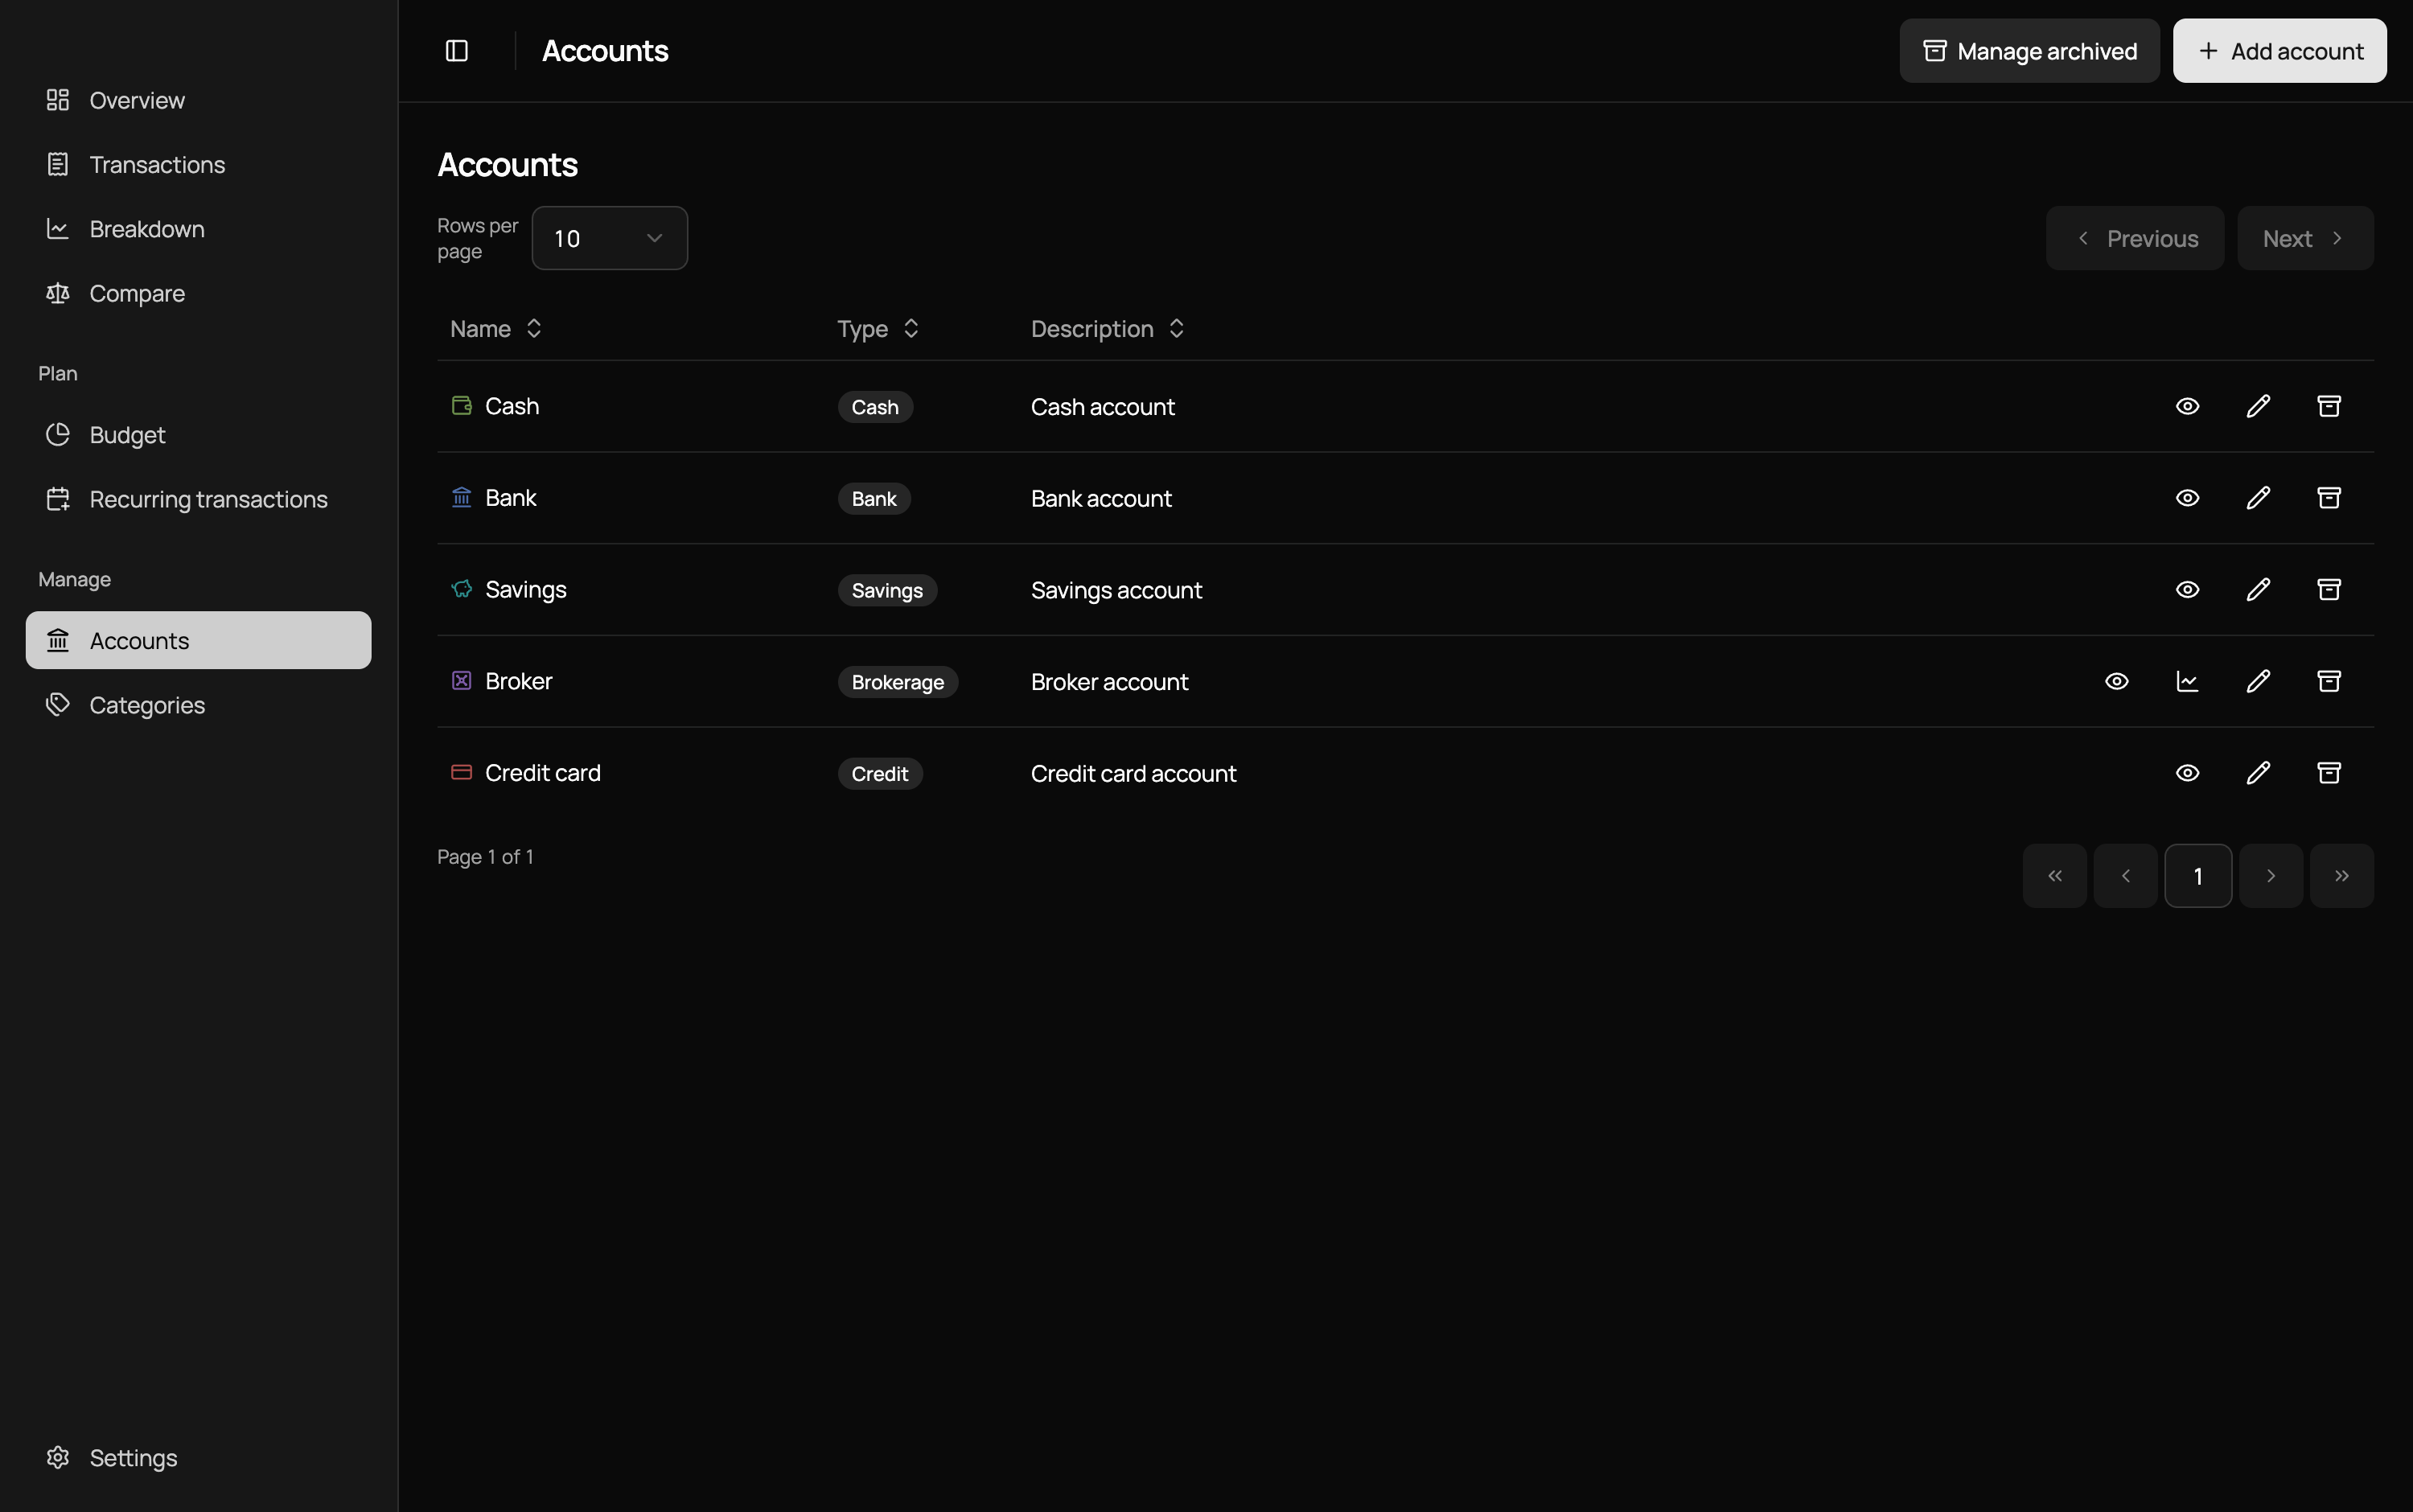 Overview
Transactions
Breakdown
Compare
Plan
Budget
Recurring transactions
Manage
Accounts
Categories
Settings
Accounts
Manage archived
Add account
Accounts
Rows per
page
10
Previous
Next
Name
Type
Description
Cash
Cash
Cash account
Bank
Bank
Bank account
Savings
Savings
Savings account
Broker
Brokerage
Broker account
Credit card
Credit
Credit card account
Page 1 of 1
1